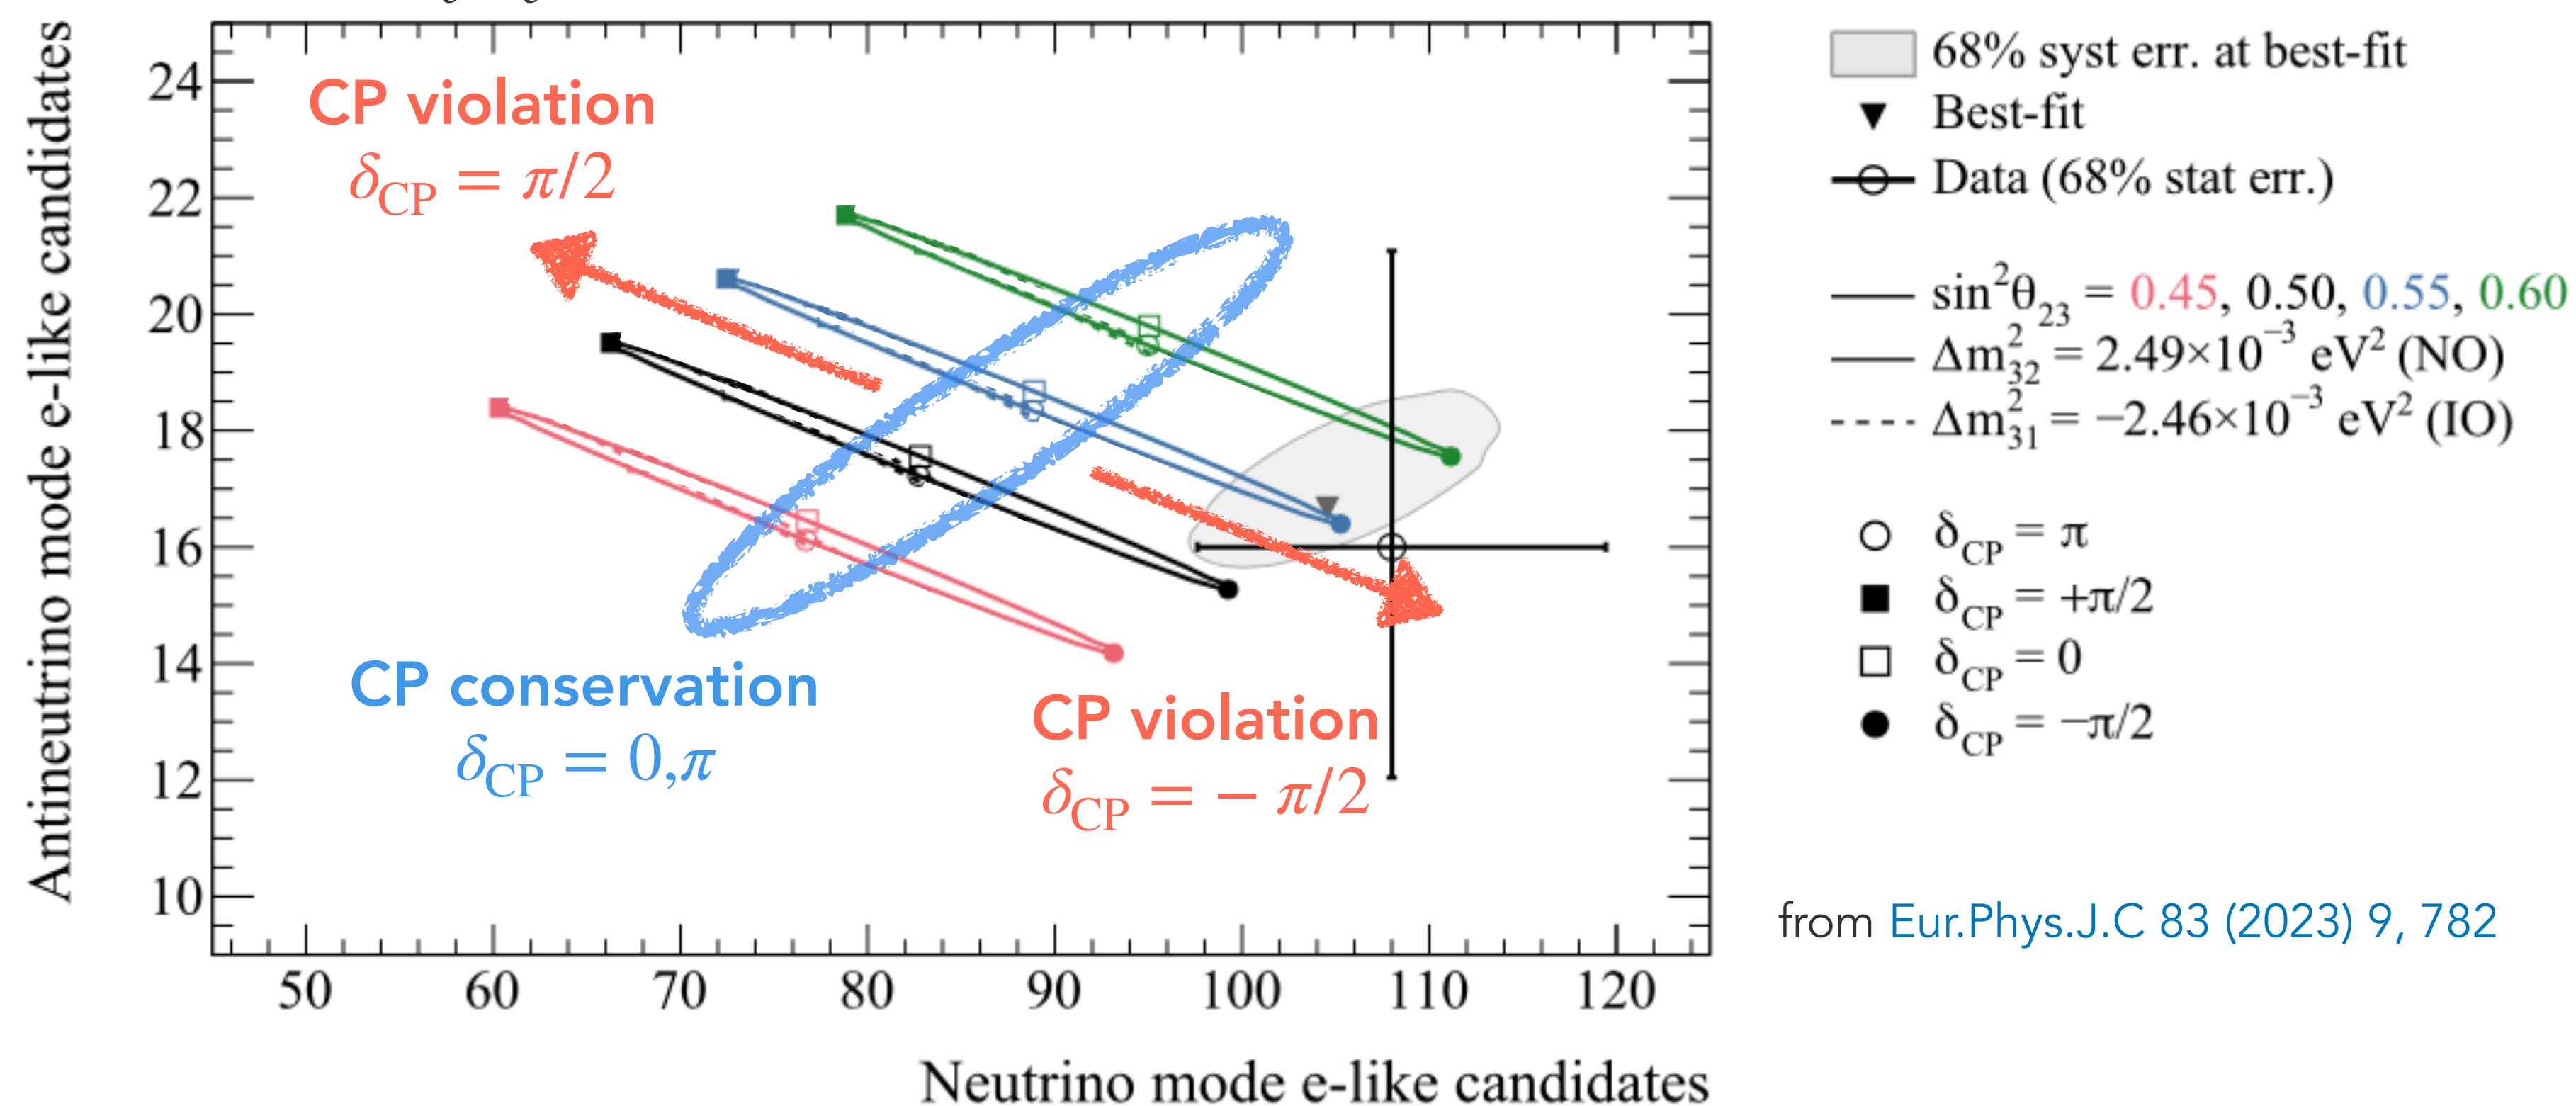 Antineutrino mode e-like candidates
24
22
20
18
16
14
12
10
CP violation
δCP = π/2
CP conservation
δCP = 0,π
CP violation
δCP = − π/2
50 60 70 80 90 100 110 120
Neutrino mode e-like candidates
68% syst err. at best-fit
Best-fit
Data (68% stat err.)
sin²θ23 = 0.45, 0.50, 0.55, 0.60
Δm²32 = 2.49×10⁻³ eV² (NO)
Δm²31 = −2.46×10⁻³ eV² (IO)
δCP = π
δCP = +π/2
δCP = 0
δCP = −π/2
from Eur.Phys.J.C 83 (2023) 9, 782